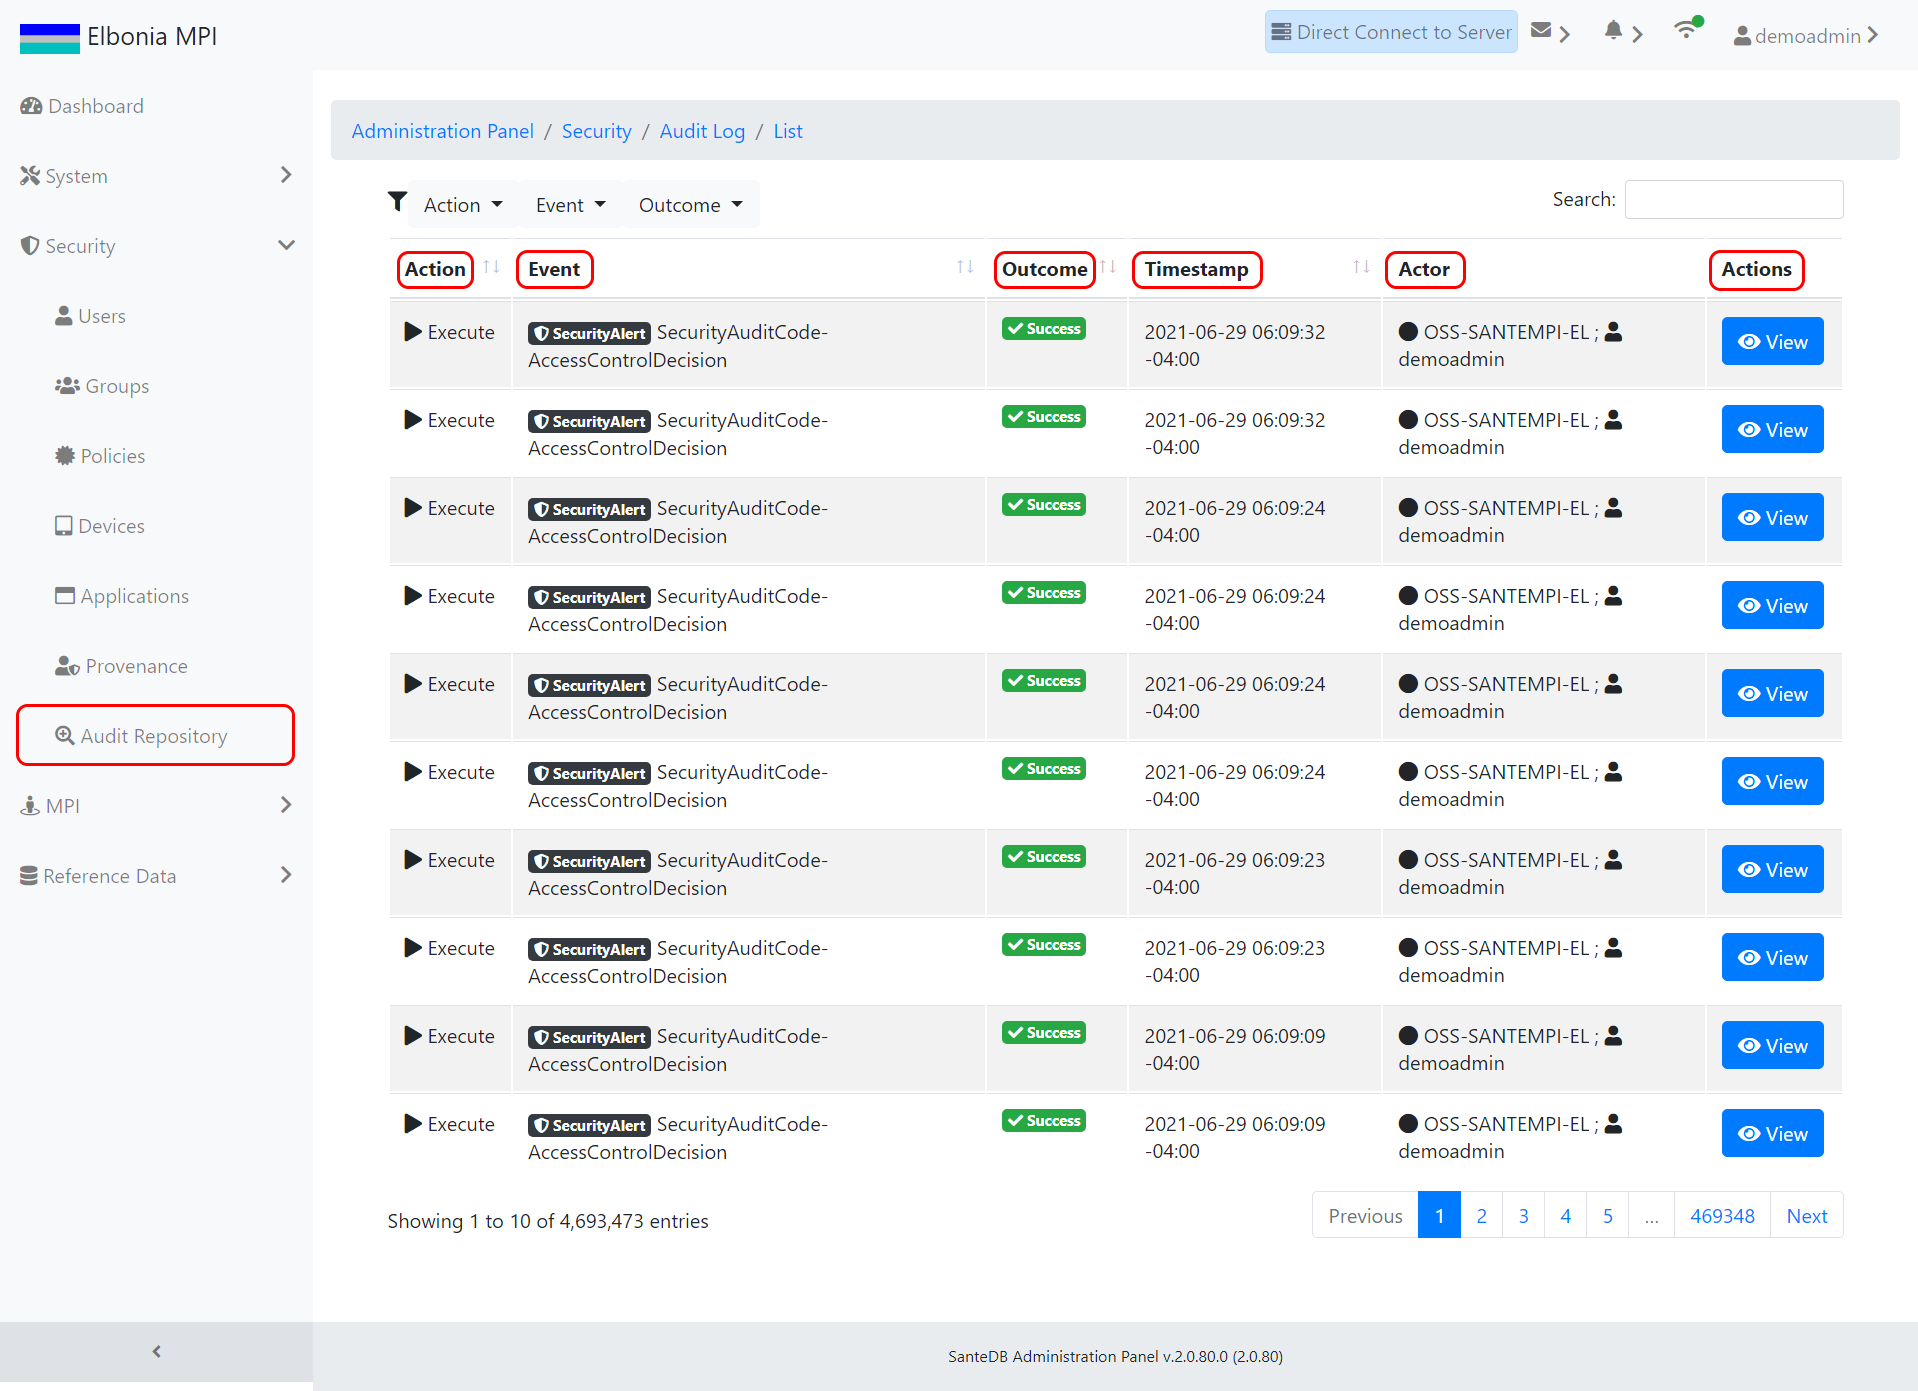 Elbonia MPI
Direct Connect to Server
demoadmin
Dashboard
System
Security
Users
Groups
Policies
Devices
Applications
Provenance
Audit Repository
MPI
Reference Data
Administration Panel / Security / Audit Log / List
Action Event Outcome
Search:
Action Event Outcome Timestamp Actor Actions
Execute SecurityAlert SecurityAuditCode- Success 2021-06-29 06:09:32 OSS-SANTEMPI-EL ; View
AccessControlDecision -04:00 demoadmin
Execute SecurityAlert SecurityAuditCode- Success 2021-06-29 06:09:32 OSS-SANTEMPI-EL ; View
AccessControlDecision -04:00 demoadmin
Execute SecurityAlert SecurityAuditCode- Success 2021-06-29 06:09:24 OSS-SANTEMPI-EL ; View
AccessControlDecision -04:00 demoadmin
Execute SecurityAlert SecurityAuditCode- Success 2021-06-29 06:09:24 OSS-SANTEMPI-EL ; View
AccessControlDecision -04:00 demoadmin
Execute SecurityAlert SecurityAuditCode- Success 2021-06-29 06:09:24 OSS-SANTEMPI-EL ; View
AccessControlDecision -04:00 demoadmin
Execute SecurityAlert SecurityAuditCode- Success 2021-06-29 06:09:24 OSS-SANTEMPI-EL ; View
AccessControlDecision -04:00 demoadmin
Execute SecurityAlert SecurityAuditCode- Success 2021-06-29 06:09:23 OSS-SANTEMPI-EL ; View
AccessControlDecision -04:00 demoadmin
Execute SecurityAlert SecurityAuditCode- Success 2021-06-29 06:09:23 OSS-SANTEMPI-EL ; View
AccessControlDecision -04:00 demoadmin
Execute SecurityAlert SecurityAuditCode- Success 2021-06-29 06:09:09 OSS-SANTEMPI-EL ; View
AccessControlDecision -04:00 demoadmin
Execute SecurityAlert SecurityAuditCode- Success 2021-06-29 06:09:09 OSS-SANTEMPI-EL ; View
AccessControlDecision -04:00 demoadmin
Showing 1 to 10 of 4,693,473 entries
Previous 1 2 3 4 5 ... 469348 Next
SanteDB Administration Panel v.2.0.80.0 (2.0.80)